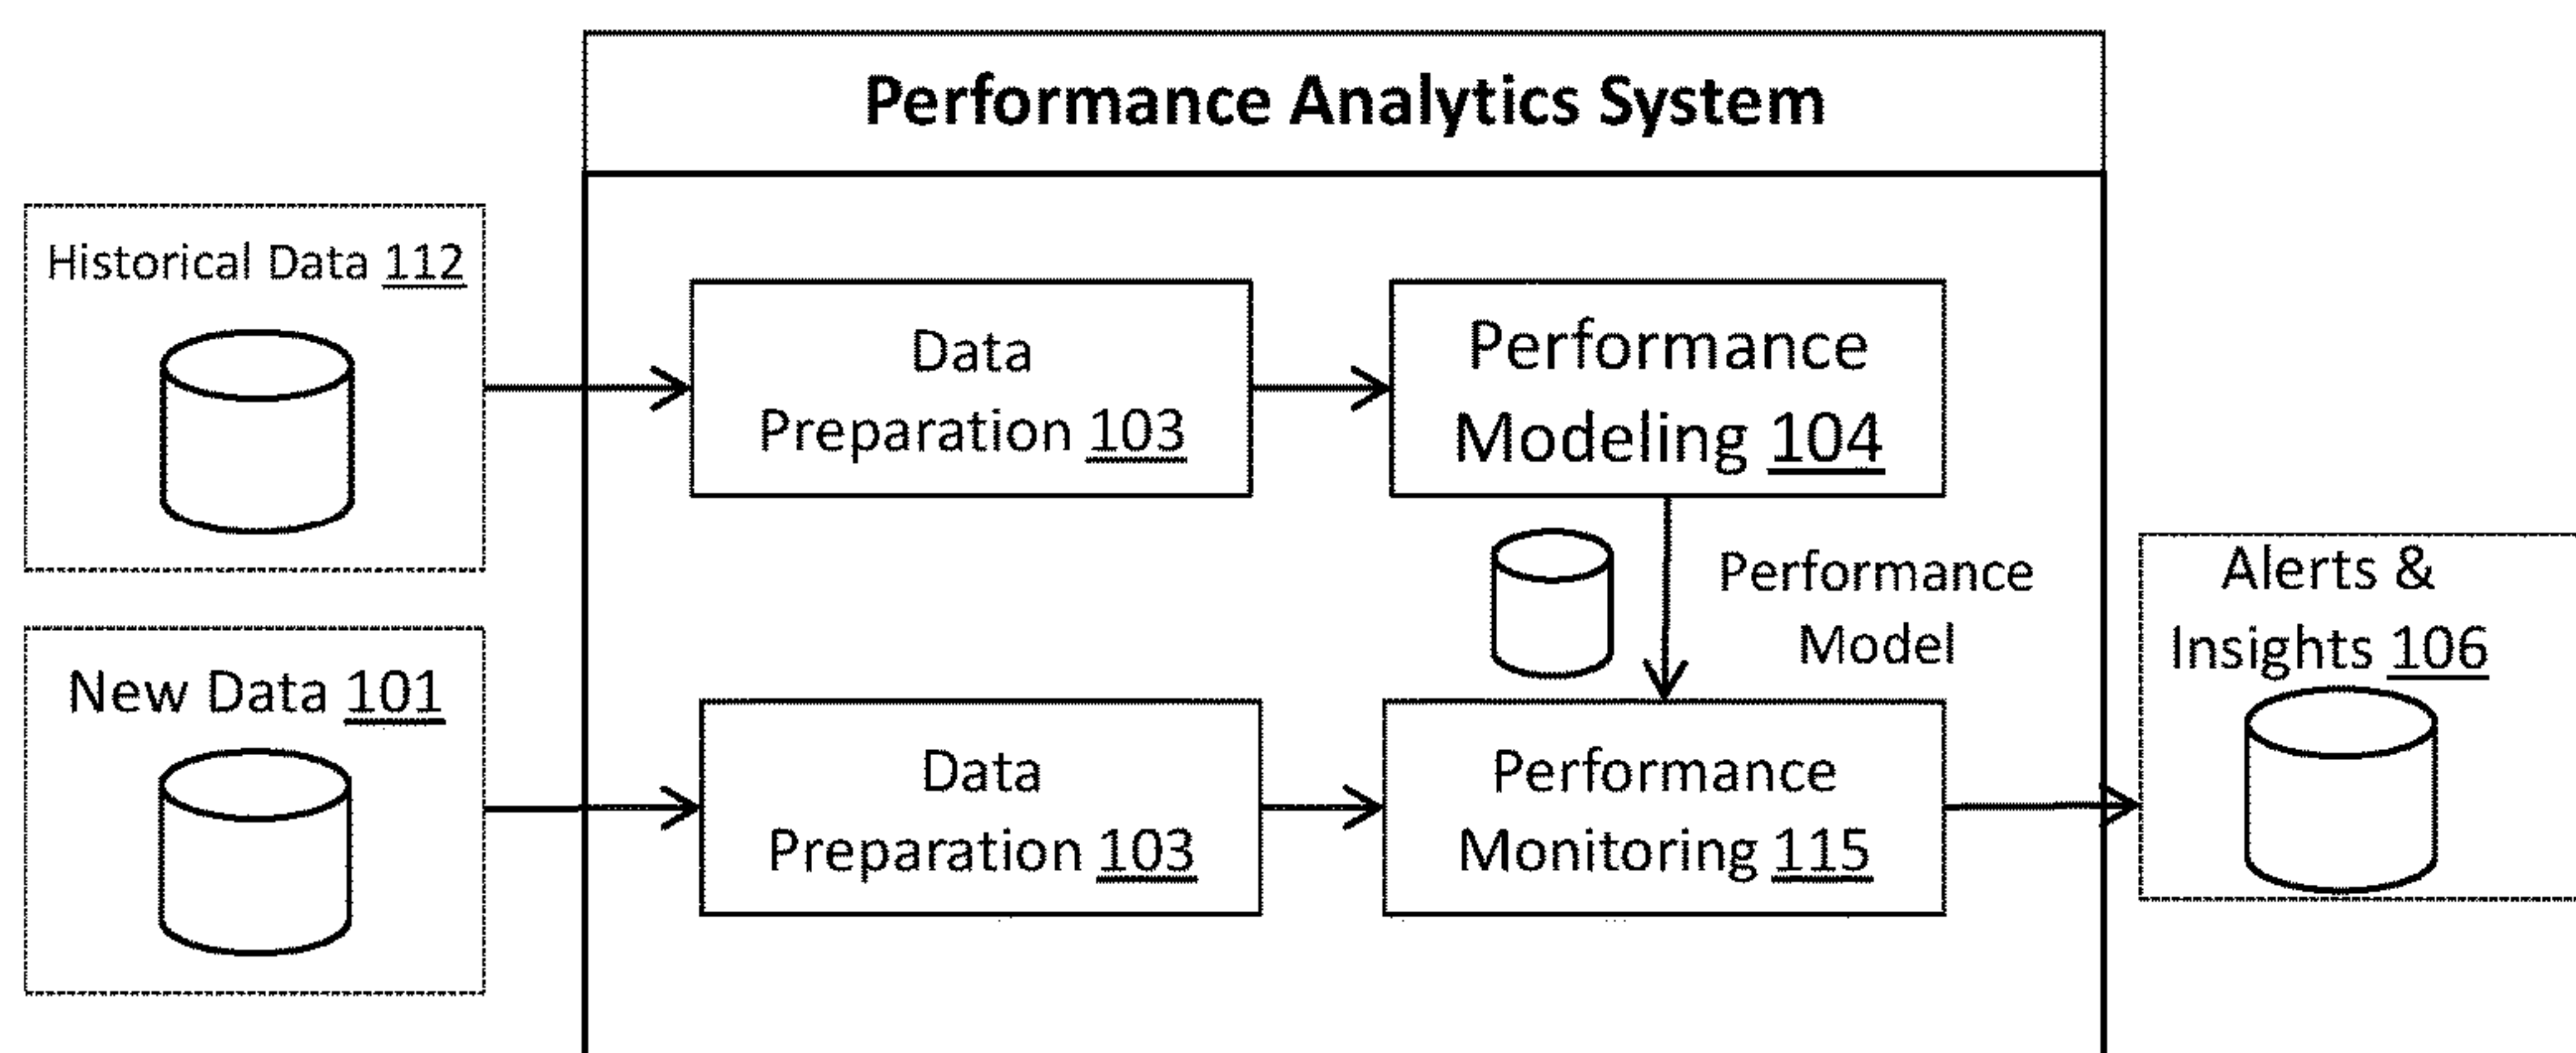 Performance Analytics System
Historical Data 112
Data
Preparation 103
Performance
Modeling 104
Performance
Model
New Data 101
Data
Preparation 103
Performance
Monitoring 115
Alerts &
Insights 106